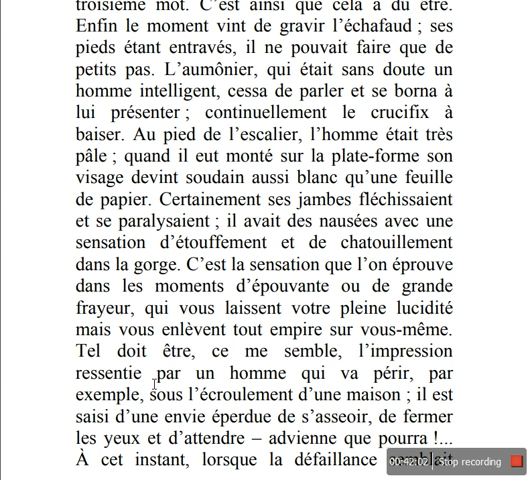 troisième mot. C’est ainsi que cela a dû être.
Enfin le moment vint de gravir l’échafaud ; ses
pieds étant entravés, il ne pouvait faire que de
petits pas. L’aumônier, qui était sans doute un
homme intelligent, cessa de parler et se borna à
lui présenter ; continuellement le crucifix à
baiser. Au pied de l’escalier, l’homme était très
pâle ; quand il eut monté sur la plate-forme son
visage devint soudain aussi blanc qu’une feuille
de papier. Certainement ses jambes fléchissaient
et se paralysaient ; il avait des nausées avec une
sensation d’étouffement et de chatouillement
dans la gorge. C’est la sensation que l’on éprouve
dans les moments d’épouvante ou de grande
frayeur, qui vous laissent votre pleine lucidité
mais vous enlèvent tout empire sur vous-même.
Tel doit être, ce me semble, l’impression
ressentie par un homme qui va périr, par
exemple, sous l’écroulement d’une maison ; il est
saisi d’une envie éperdue de s’asseoir, de fermer
les yeux et d’attendre – advienne que pourra !...
À cet instant, lorsque la défaillance semblait
00:42:02 Stop recording